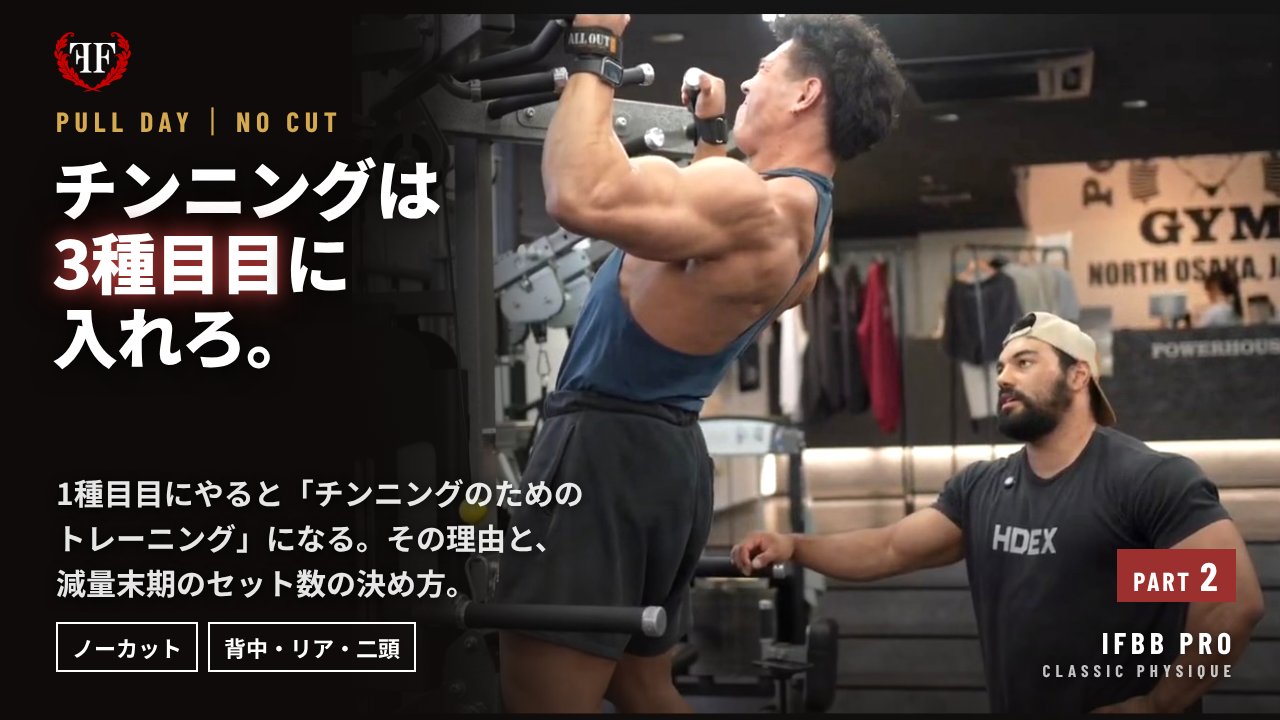 FF
PULL DAY | NO CUT
チンニングは
3種目目に
入れろ。
1種目目にやると「チンニングのための
トレーニング」になる。その理由と、
減量末期のセット数の決め方。
ノーカット
背中・リア・二頭
ALL OUT
GYM
NORTH OSAKA, J
POWERHOUS
HDEX
PART 2
IFBB PRO
CLASSIC PHYSIQUE